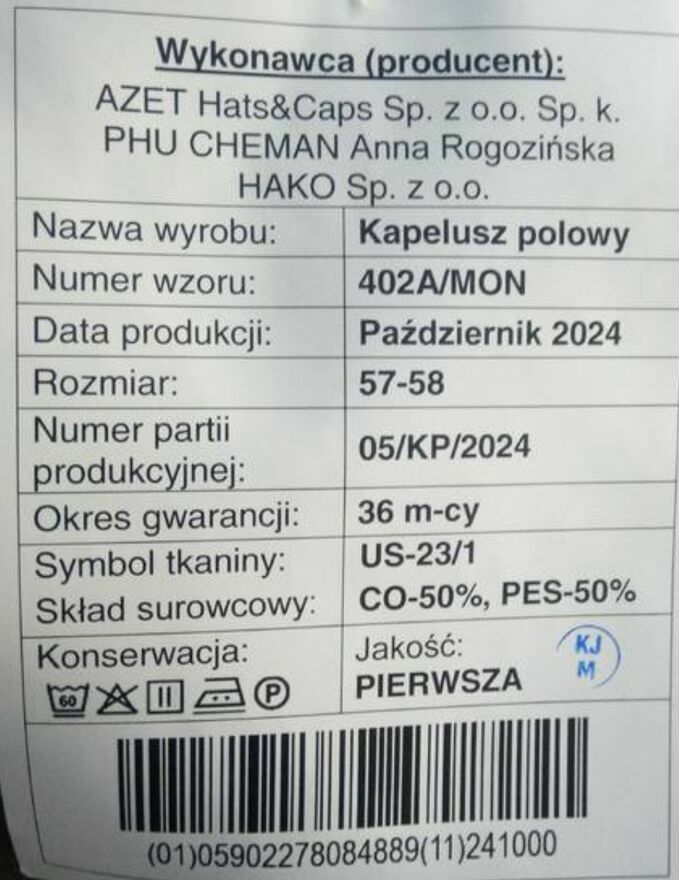 Wykonawca (producent):
AZET Hats&Caps Sp. z o.o. Sp. k.
PHU CHEMAN Anna Rogozińska
HAKO Sp. z o.o.
Nazwa wyrobu: Kapelusz polowy
Numer wzoru: 402A/MON
Data produkcji: Październik 2024
Rozmiar: 57-58
Numer partii
produkcyjnej: 05/KP/2024
Okres gwarancji: 36 m-cy
Symbol tkaniny: US-23/1
Skład surowcowy: CO-50%, PES-50%
Konserwacja:
60 P
Jakość:
PIERWSZA
KJ
M
(01)05902278084889(11)241000